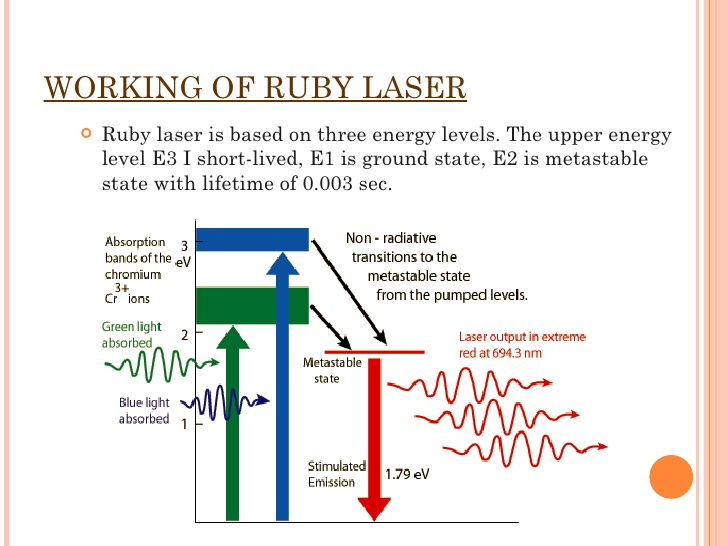 WORKING OF RUBY LASER
Ruby laser is based on three energy levels. The upper energy
level E3 I short-lived, E1 is ground state, E2 is metastable
state with lifetime of 0.003 sec.
Absorption
bands of the
chromium
Cr 3+ ions
3
eV
2
1
Non - radiative
transitions to the
metastable state
from the pumped levels.
Green light
absorbed
Blue light
absorbed
Metastable
state
Laser output in extreme
red at 694.3 nm
Stimulated
Emission
1.79 eV